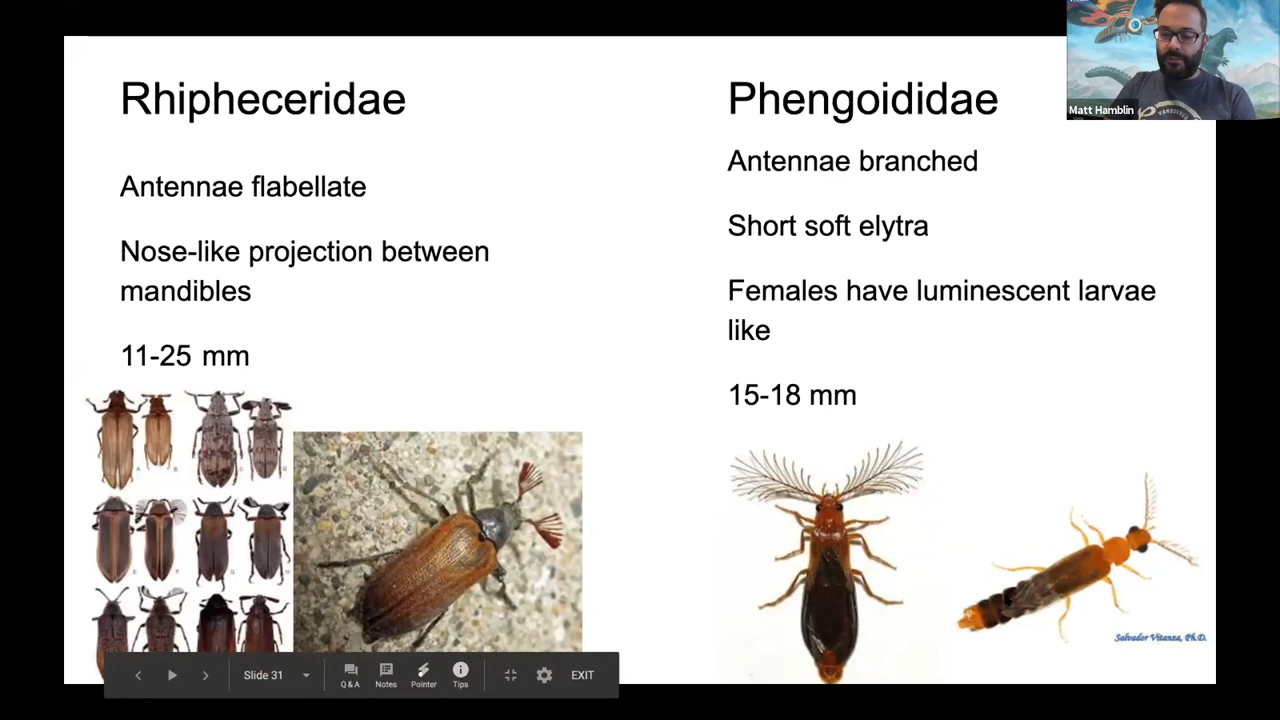 Rhipheceridae
Antennae flabellate
Nose-like projection between
mandibles
11-25 mm
Phengoididae
Antennae branched
Short soft elytra
Females have luminescent larvae
like
15-18 mm
Matt Hamblin
Salvador Vitanza, Ph.D.
Slide 31
Q & A
Notes
Pointer
Tips
EXIT